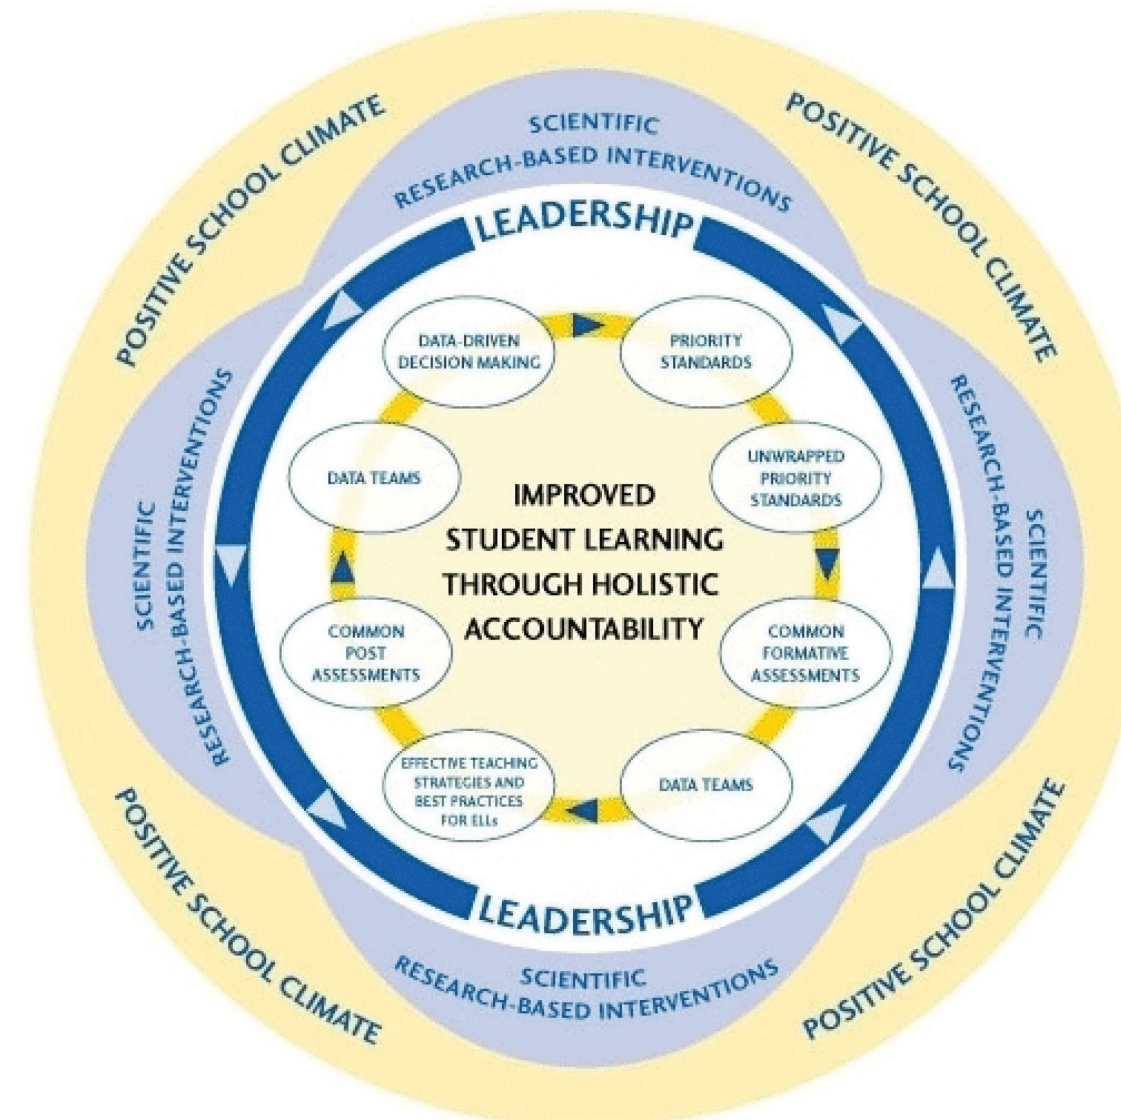 POSITIVE SCHOOL CLIMATE
POSITIVE SCHOOL CLIMATE
SCIENTIFIC
RESEARCH-BASED INTERVENTIONS
LEADERSHIP
SCIENTIFIC
RESEARCH-BASED INTERVENTIONS
SCIENTIFIC
RESEARCH-BASED INTERVENTIONS
DATA-DRIVEN
DECISION MAKING
PRIORITY
STANDARDS
DATA TEAMS
UNWRAPPED
PRIORITY
STANDARDS
IMPROVED
STUDENT LEARNING
THROUGH HOLISTIC
ACCOUNTABILITY
COMMON
POST
ASSESSMENTS
COMMON
FORMATIVE
ASSESSMENTS
EFFECTIVE TEACHING
STRATEGIES AND
BEST PRACTICES
FOR ELLs
DATA TEAMS
LEADERSHIP
SCIENTIFIC
RESEARCH-BASED INTERVENTIONS
POSITIVE SCHOOL CLIMATE
POSITIVE SCHOOL CLIMATE